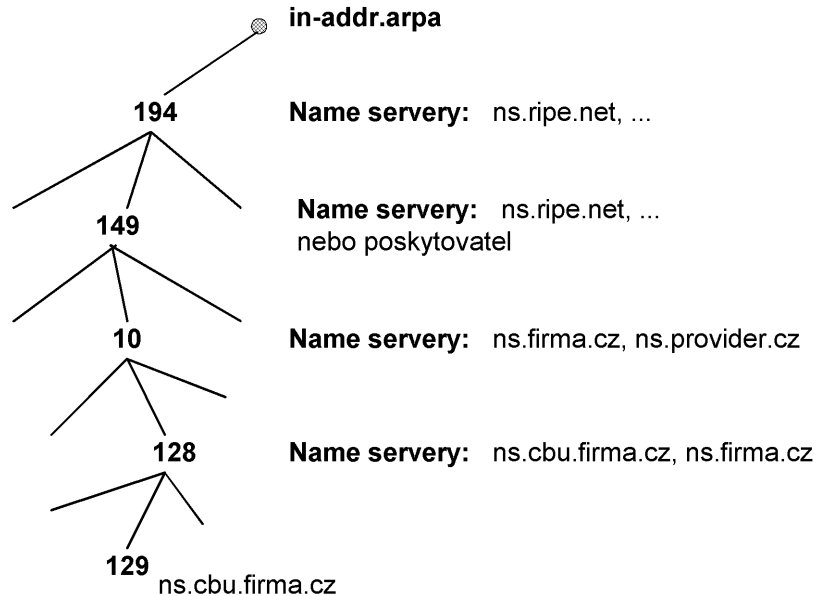 in-addr.arpa
194 Name servery: ns.ripe.net, ...
149 Name servery: ns.ripe.net, ...
nebo poskytovatel
10 Name servery: ns.firma.cz, ns.provider.cz
128 Name servery: ns.cbu.firma.cz, ns.firma.cz
129 ns.cbu.firma.cz